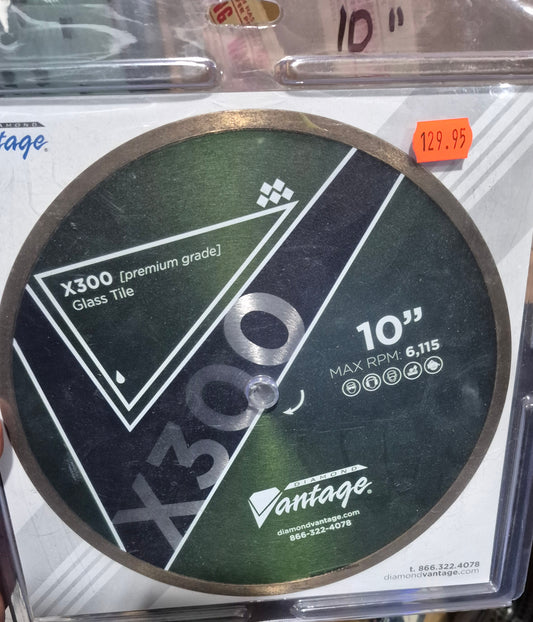 10"
129.95
X300 [premium grade]
Glass Tile
X300
10”
MAX RPM: 6,115
DIAMOND
Vantage®
diamondvantage.com
866-322-4078
t. 866.322.4078
diamondvantage.com